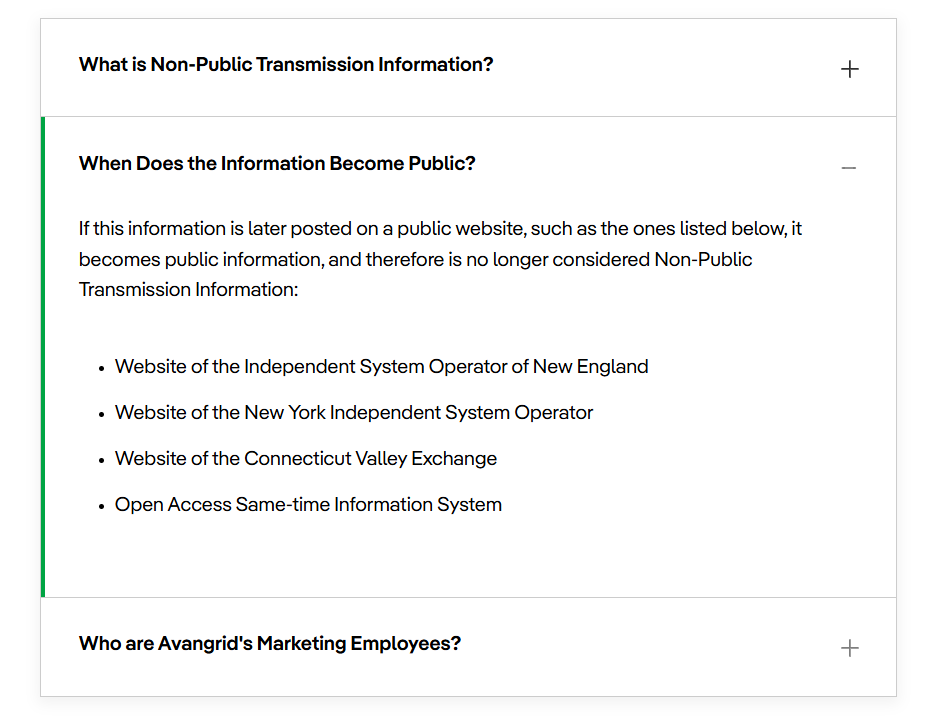 What is Non-Public Transmission Information?
When Does the Information Become Public?
If this information is later posted on a public website, such as the ones listed below, it
becomes public information, and therefore is no longer considered Non-Public
Transmission Information:
• Website of the Independent System Operator of New England
• Website of the New York Independent System Operator
• Website of the Connecticut Valley Exchange
• Open Access Same-time Information System
Who are Avangrid's Marketing Employees?